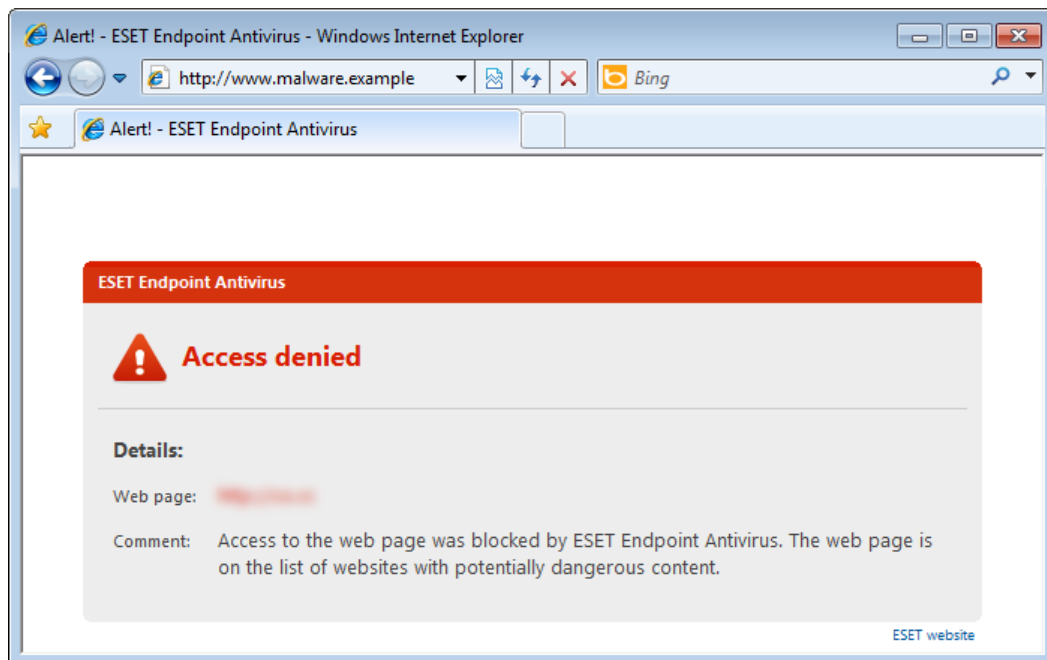 Alert! - ESET Endpoint Antivirus - Windows Internet Explorer
http://www.malware.example
Bing
Alert! - ESET Endpoint Antivirus
ESET Endpoint Antivirus
Access denied
Details:
Web page:
Comment: Access to the web page was blocked by ESET Endpoint Antivirus. The web page is
on the list of websites with potentially dangerous content.
ESET website